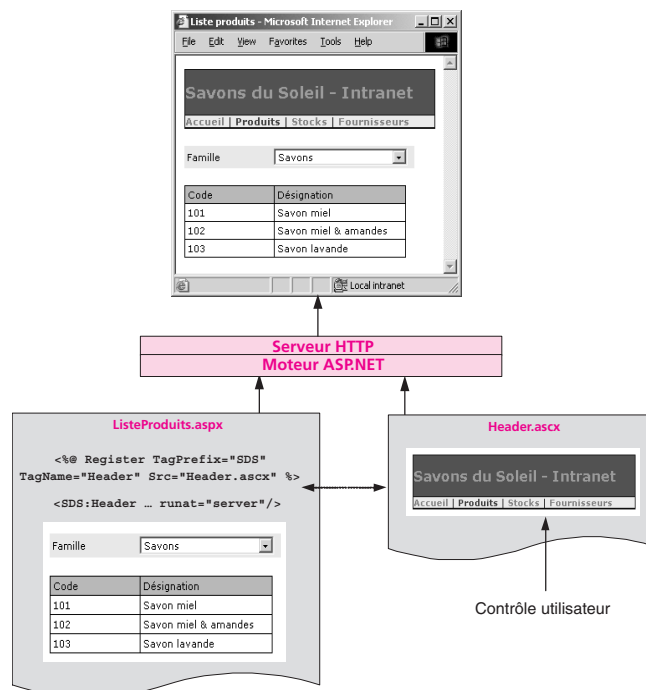 Liste produits - Microsoft Internet Explorer
File Edit View Favorites Tools Help
Savons du Soleil - Intranet
Accueil | Produits | Stocks | Fournisseurs
Famille Savons
Code Désignation
101 Savon miel
102 Savon miel & amandes
103 Savon lavande
Local intranet
Serveur HTTP
Moteur ASP.NET
ListeProduits.aspx
<%@ Register TagPrefix="SDS"
TagName="Header" Src="Header.ascx" %>
<SDS:Header … runat="server"/>
Famille Savons
Code Désignation
101 Savon miel
102 Savon miel & amandes
103 Savon lavande
Header.ascx
Savons du Soleil - Intranet
Accueil | Produits | Stocks | Fournisseurs
Contrôle utilisateur